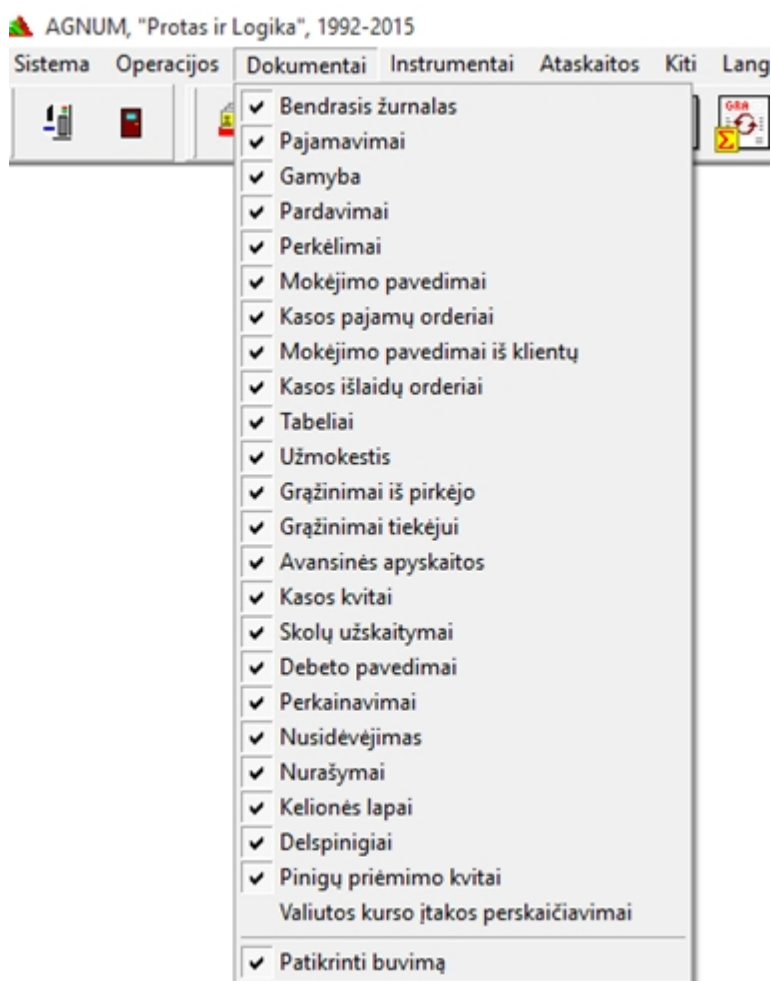 AGNUM, "Protas ir Logika", 1992-2015
Sistema Operacijos Dokumentai Instrumentai Ataskaitos Kiti Lang
GRA
Σ
Bendrasis žurnalas
Pajamavimai
Gamyba
Pardavimai
Perkėlimai
Mokėjimo pavedimai
Kasos pajamų orderiai
Mokėjimo pavedimai iš klientų
Kasos išlaidų orderiai
Tabeliai
Užmokestis
Grąžinimai iš pirkėjo
Grąžinimai tiekėjui
Avansinės apyskaitos
Kasos kvitai
Skolų užskaitymai
Debeto pavedimai
Perkainavimai
Nusidėvėjimas
Nurašymai
Kelionės lapai
Delspinigiai
Pinigų priėmimo kvitai
Valiutos kurso įtakos perskaičiavimai
Patikrinti buvimą